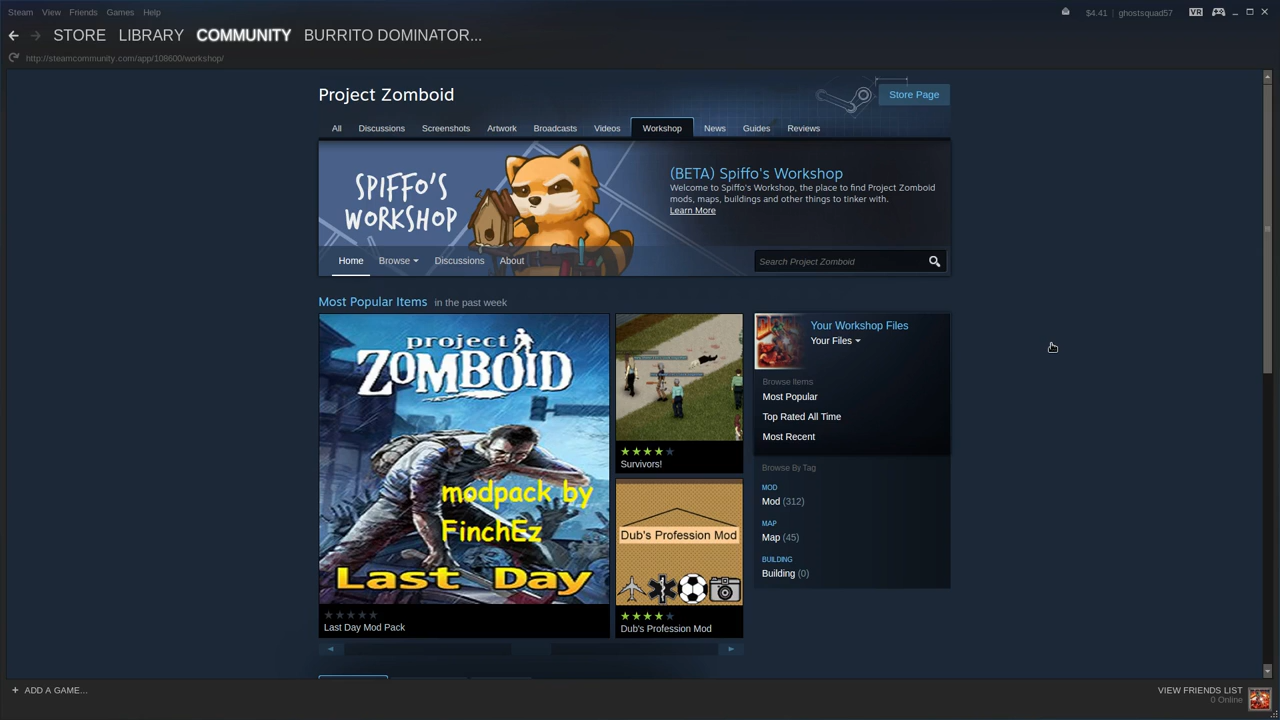 Steam View Friends Games Help
$4.41 | ghostsquad57
VR
STORE LIBRARY COMMUNITY BURRITO DOMINATOR...
http://steamcommunity.com/app/108600/workshop/
Project Zomboid
Store Page
All Discussions Screenshots Artwork Broadcasts Videos Workshop News Guides Reviews
SPIFFO'S
WORKSHOP
(BETA) Spiffo's Workshop
Welcome to Spiffo's Workshop, the place to find Project Zomboid
mods, maps, buildings and other things to tinker with.
Learn More
Home Browse Discussions About
Search Project Zomboid
Most Popular Items in the past week
project
ZOMBOID
modpack by
FinchEz
Last Day
Last Day Mod Pack
Survivors!
Dub's Profession Mod
Dub's Profession Mod
Your Workshop Files
Your Files
Browse Items
Most Popular
Top Rated All Time
Most Recent
Browse By Tag
MOD
Mod (312)
MAP
Map (45)
BUILDING
Building (0)
+ ADD A GAME...
VIEW FRIENDS LIST
0 Online